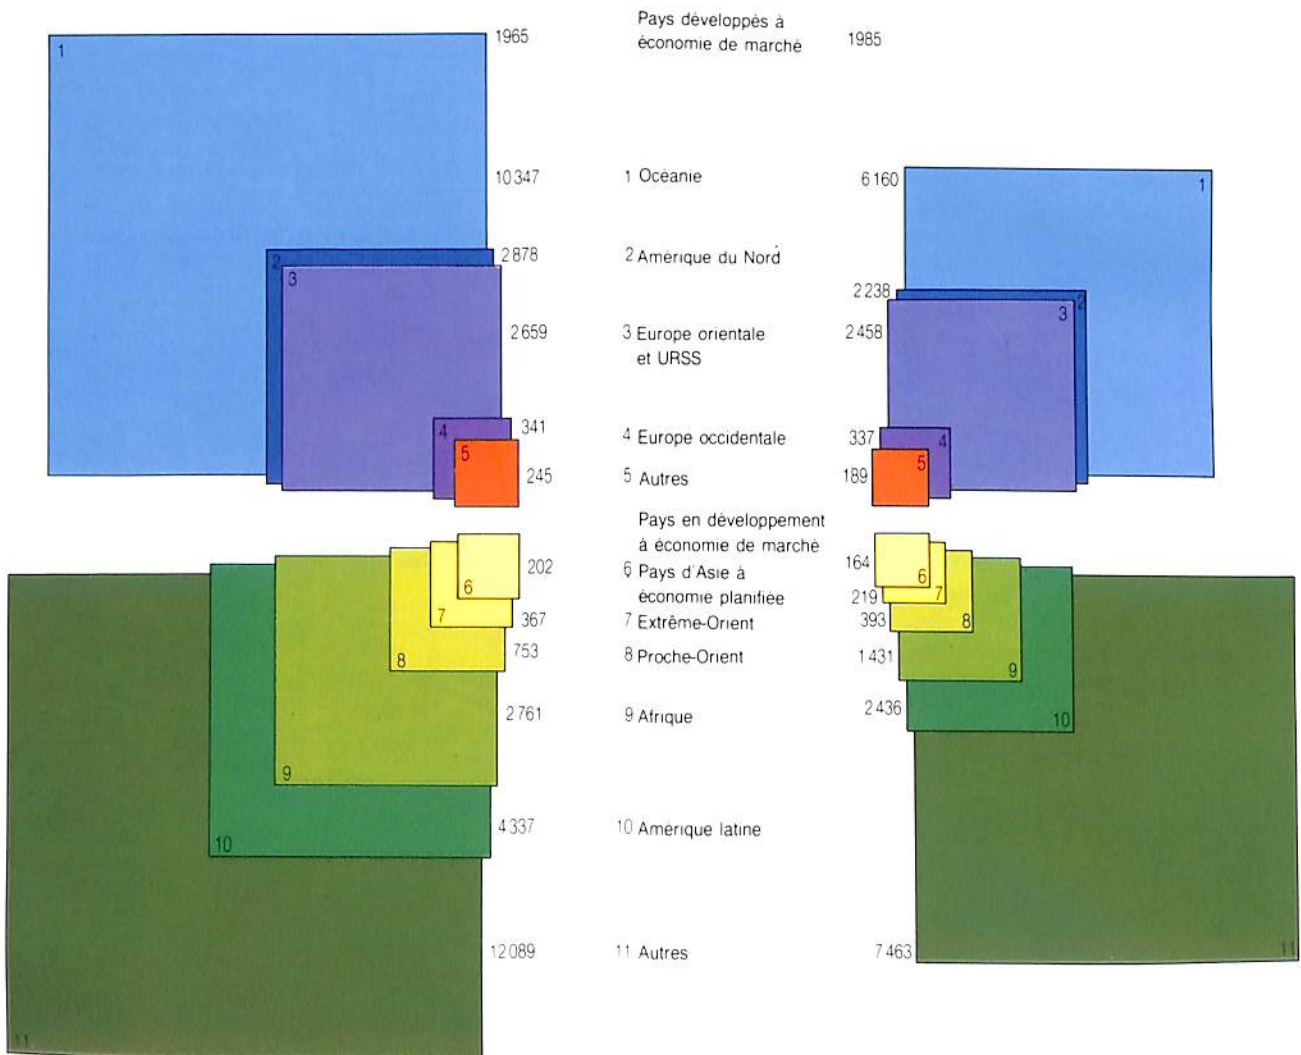 Pays développés à
économie de marché
1965
1985
1
1
10 347
1 Océanie
6 160
2
2 878
2 Amérique du Nord
2 238
2
3
2 659
3 Europe orientale
et URSS
2 458
3
4
341
4 Europe occidentale
337
4
5
245
5 Autres
189
5
Pays en développement
à économie de marché
6
202
6 Pays d'Asie à
économie planifiée
164
6
7
367
7 Extrême-Orient
219
7
8
753
8 Proche-Orient
393
8
9
2 761
9 Afrique
1 431
9
10
4 337
10 Amérique latine
2 436
10
11
12 089
11 Autres
7 463
11